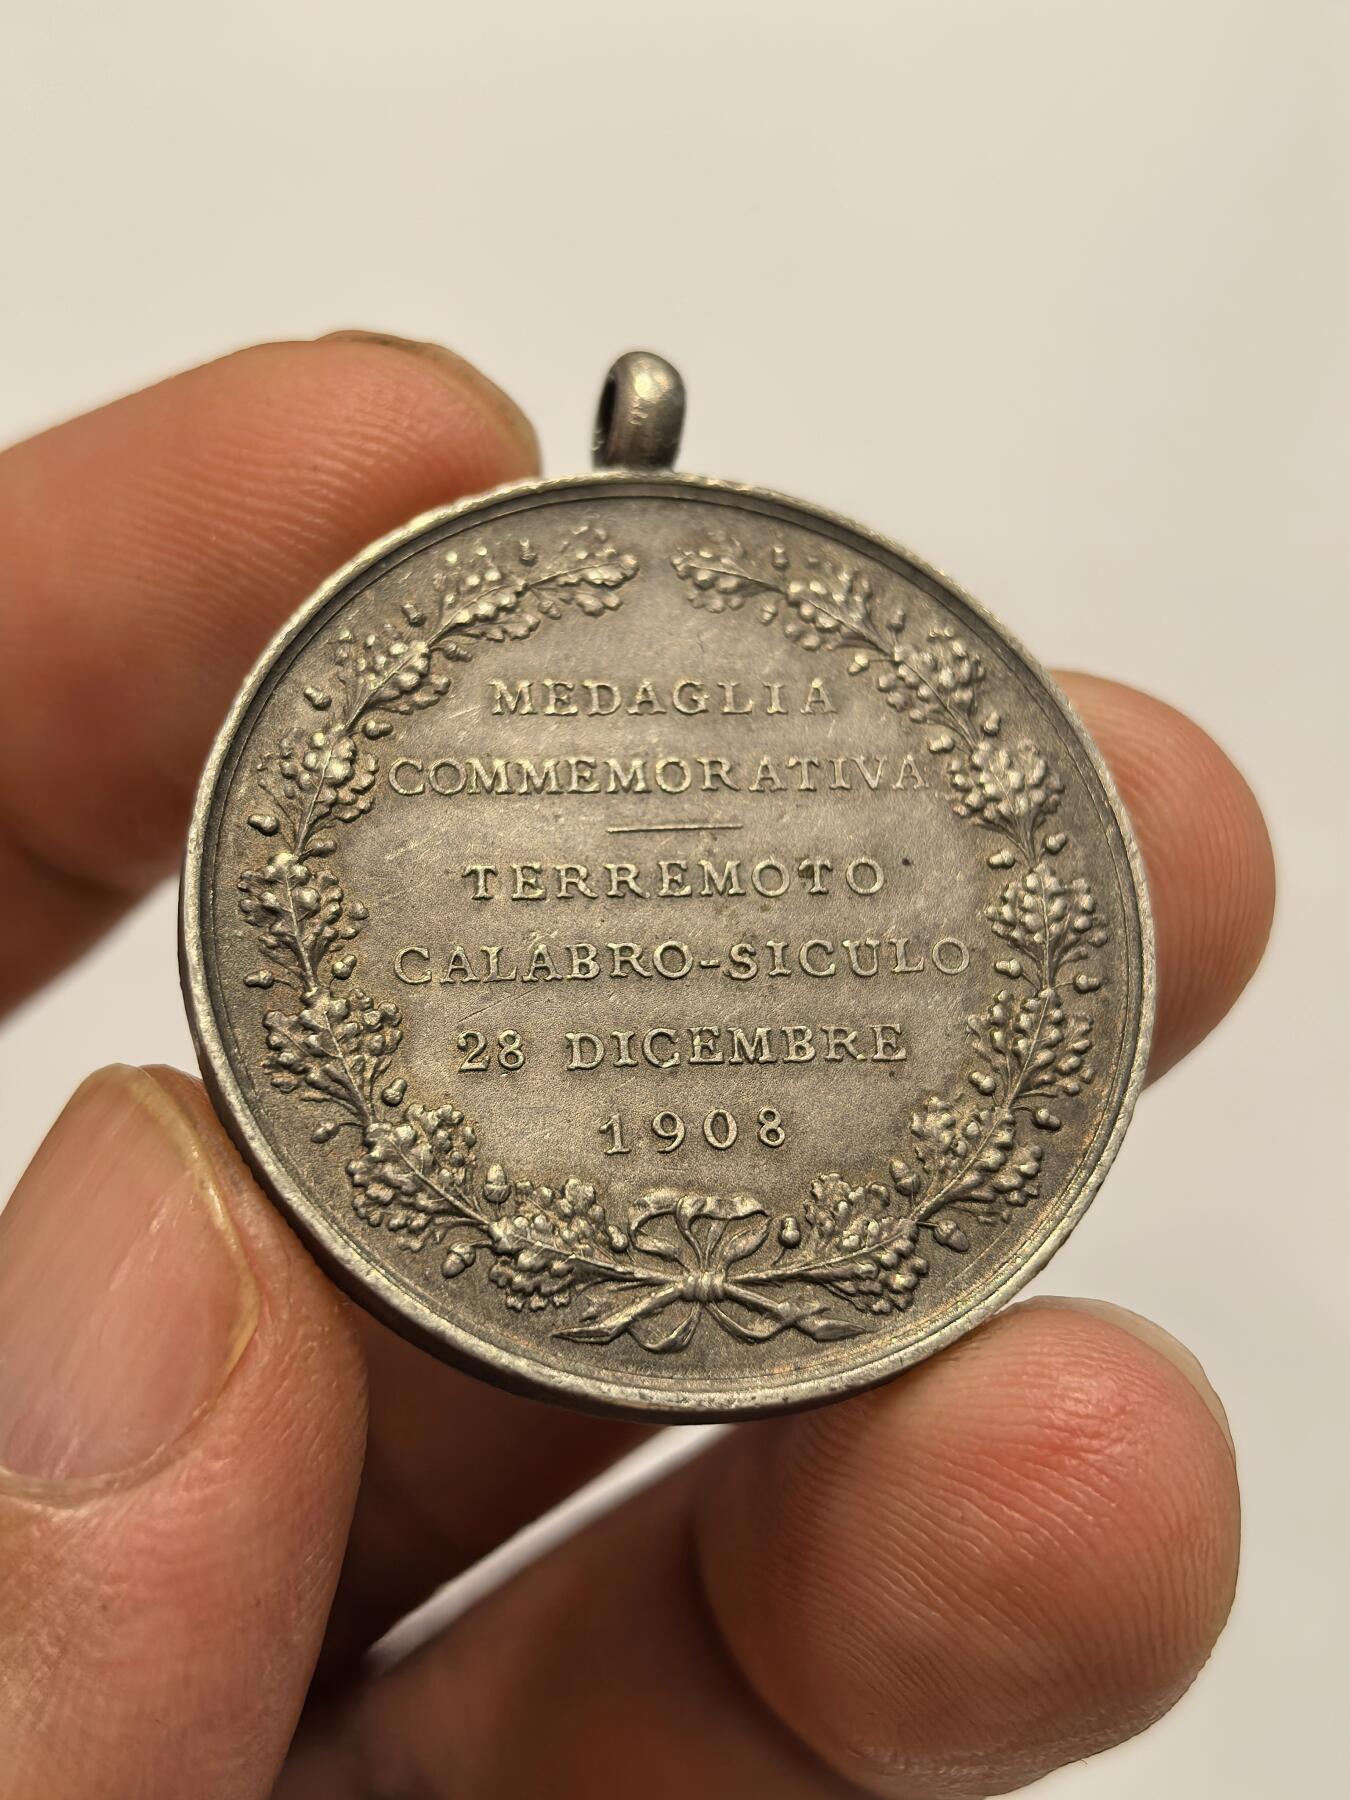 MEDAGLIA
COMMEMORATIVA
TERREMOTO
CALABRO-SICULO
28 DICEMBRE
1908